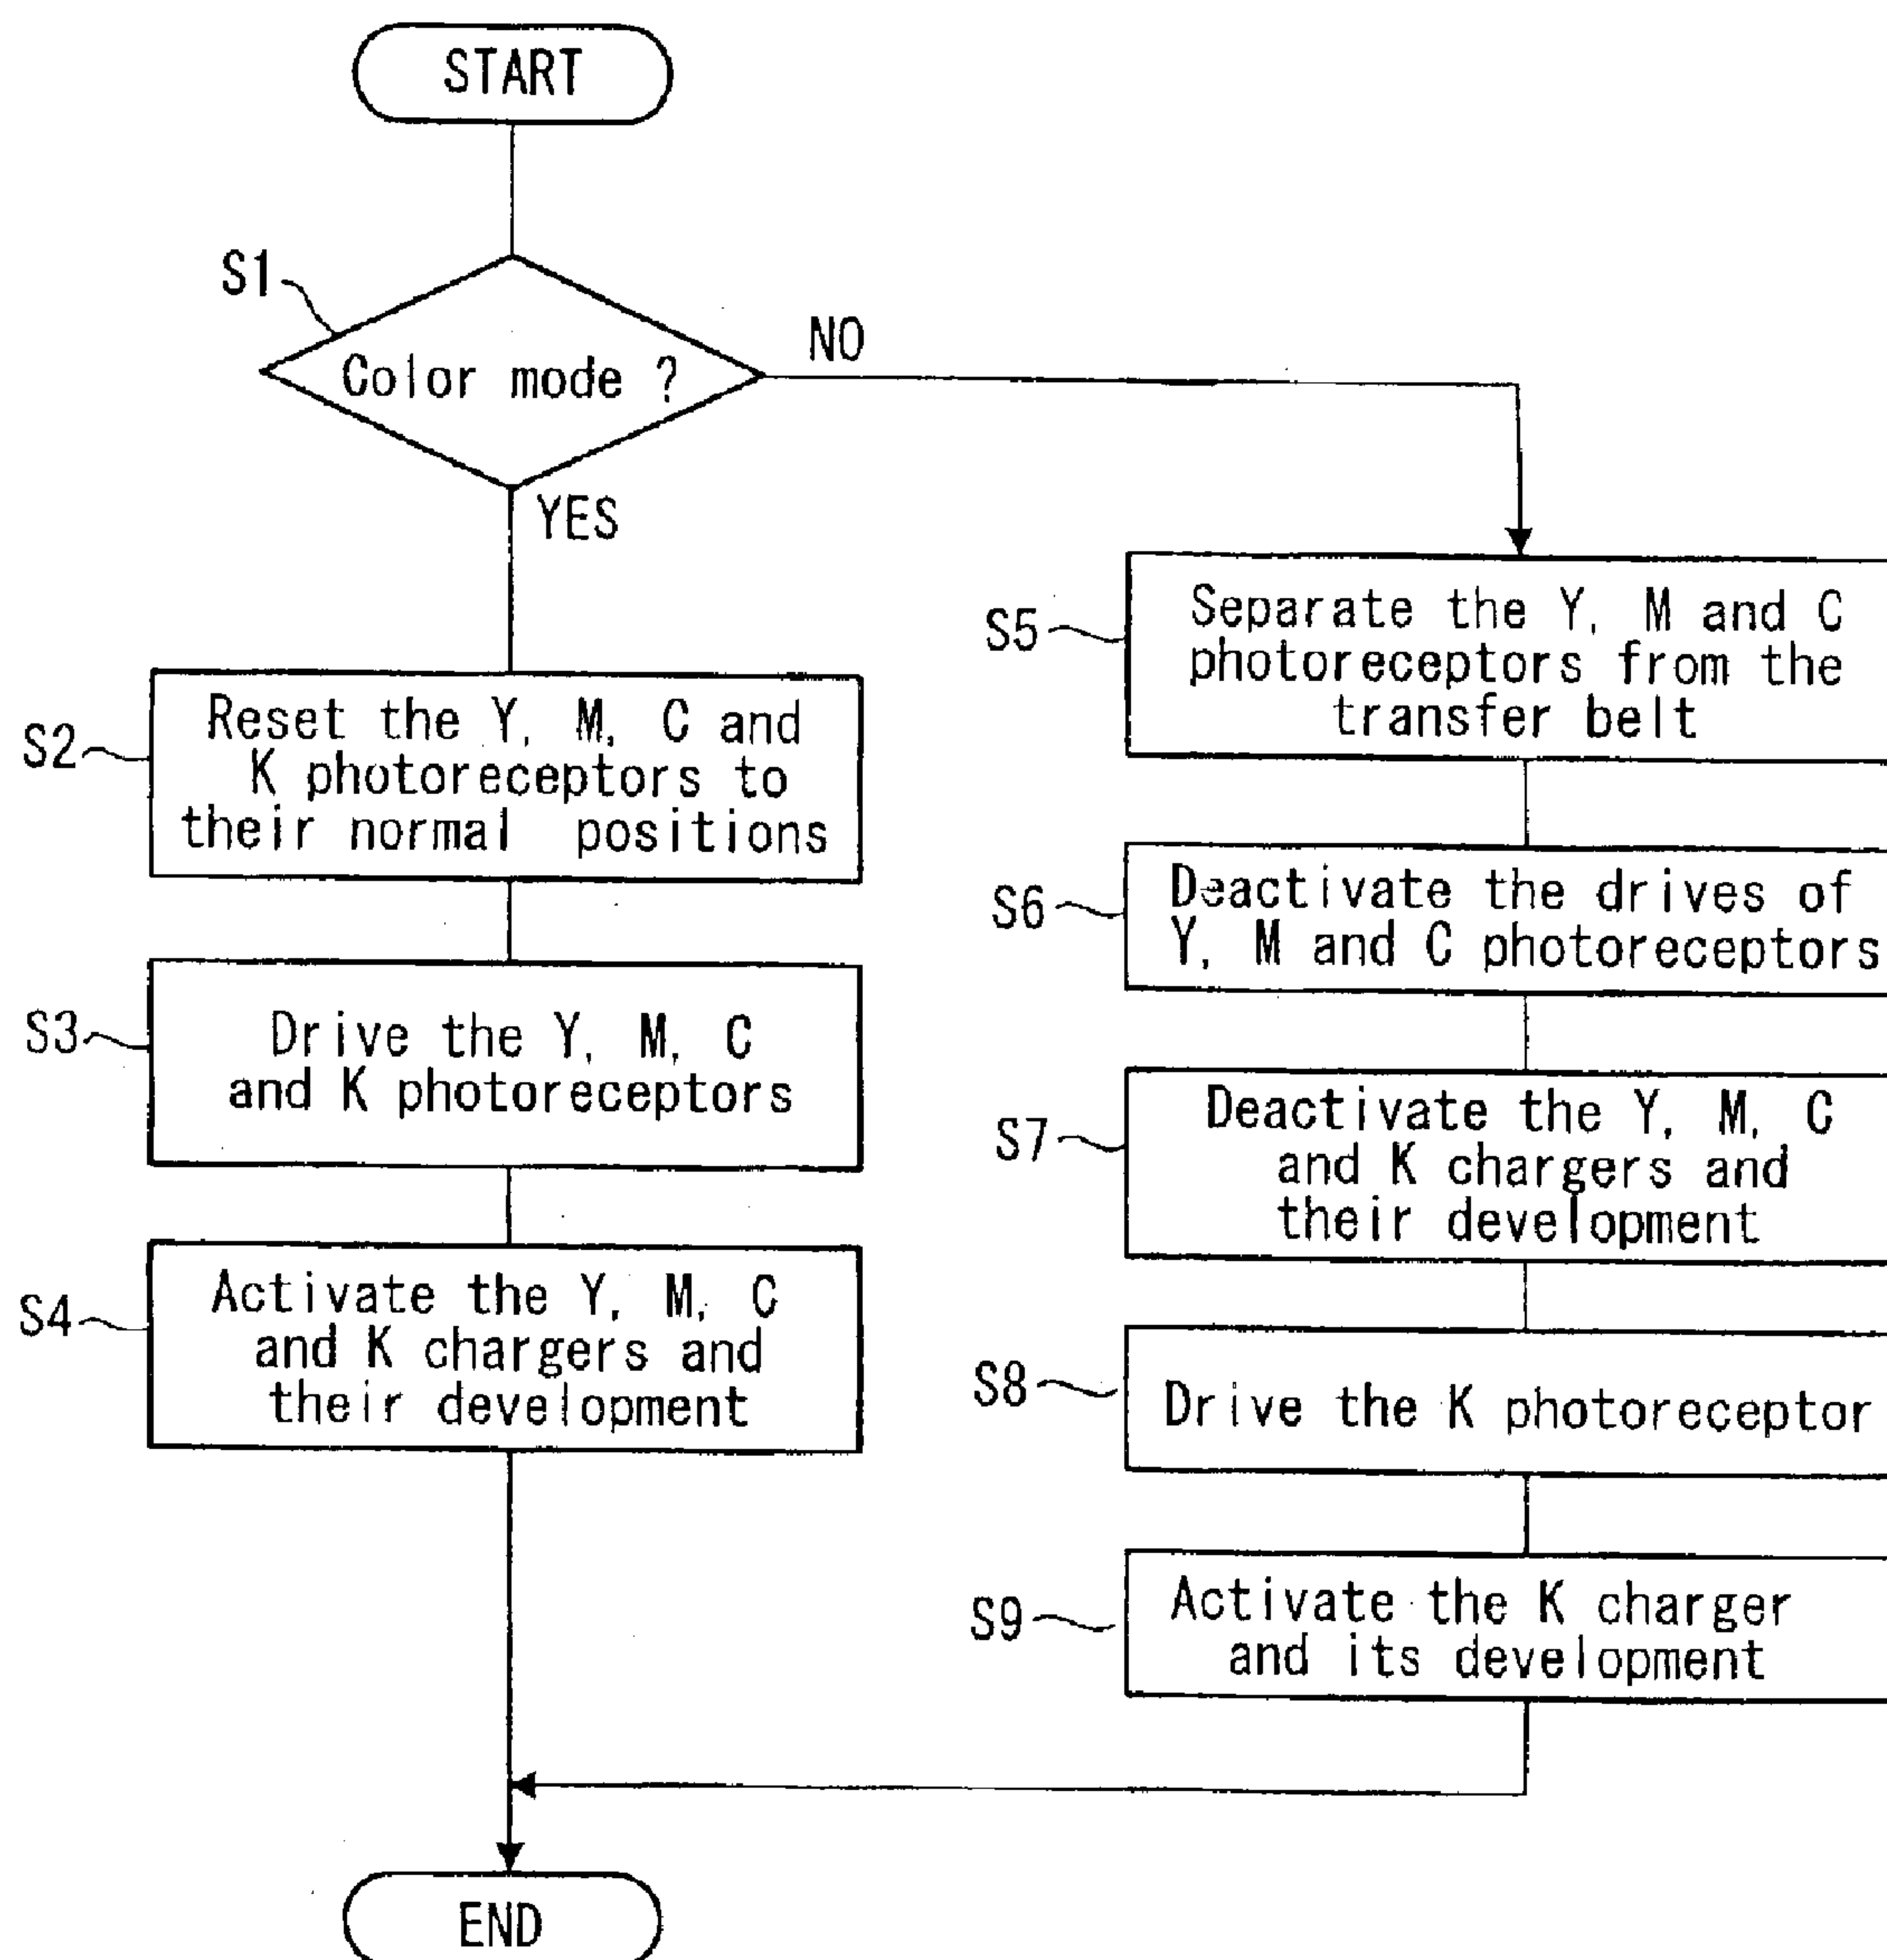 START
S1
Color mode ?
NO
YES
S2
Reset the Y, M, C and
K photoreceptors to
their normal positions
S3
Drive the Y, M, C
and K photoreceptors
S4
Activate the Y, M, C
and K chargers and
their development
S5
Separate the Y, M and C
photoreceptors from the
transfer belt
S6
Deactivate the drives of
Y, M and C photoreceptors
S7
Deactivate the Y, M, C
and K chargers and
their development
S8
Drive the K photoreceptor
S9
Activate the K charger
and its development
END